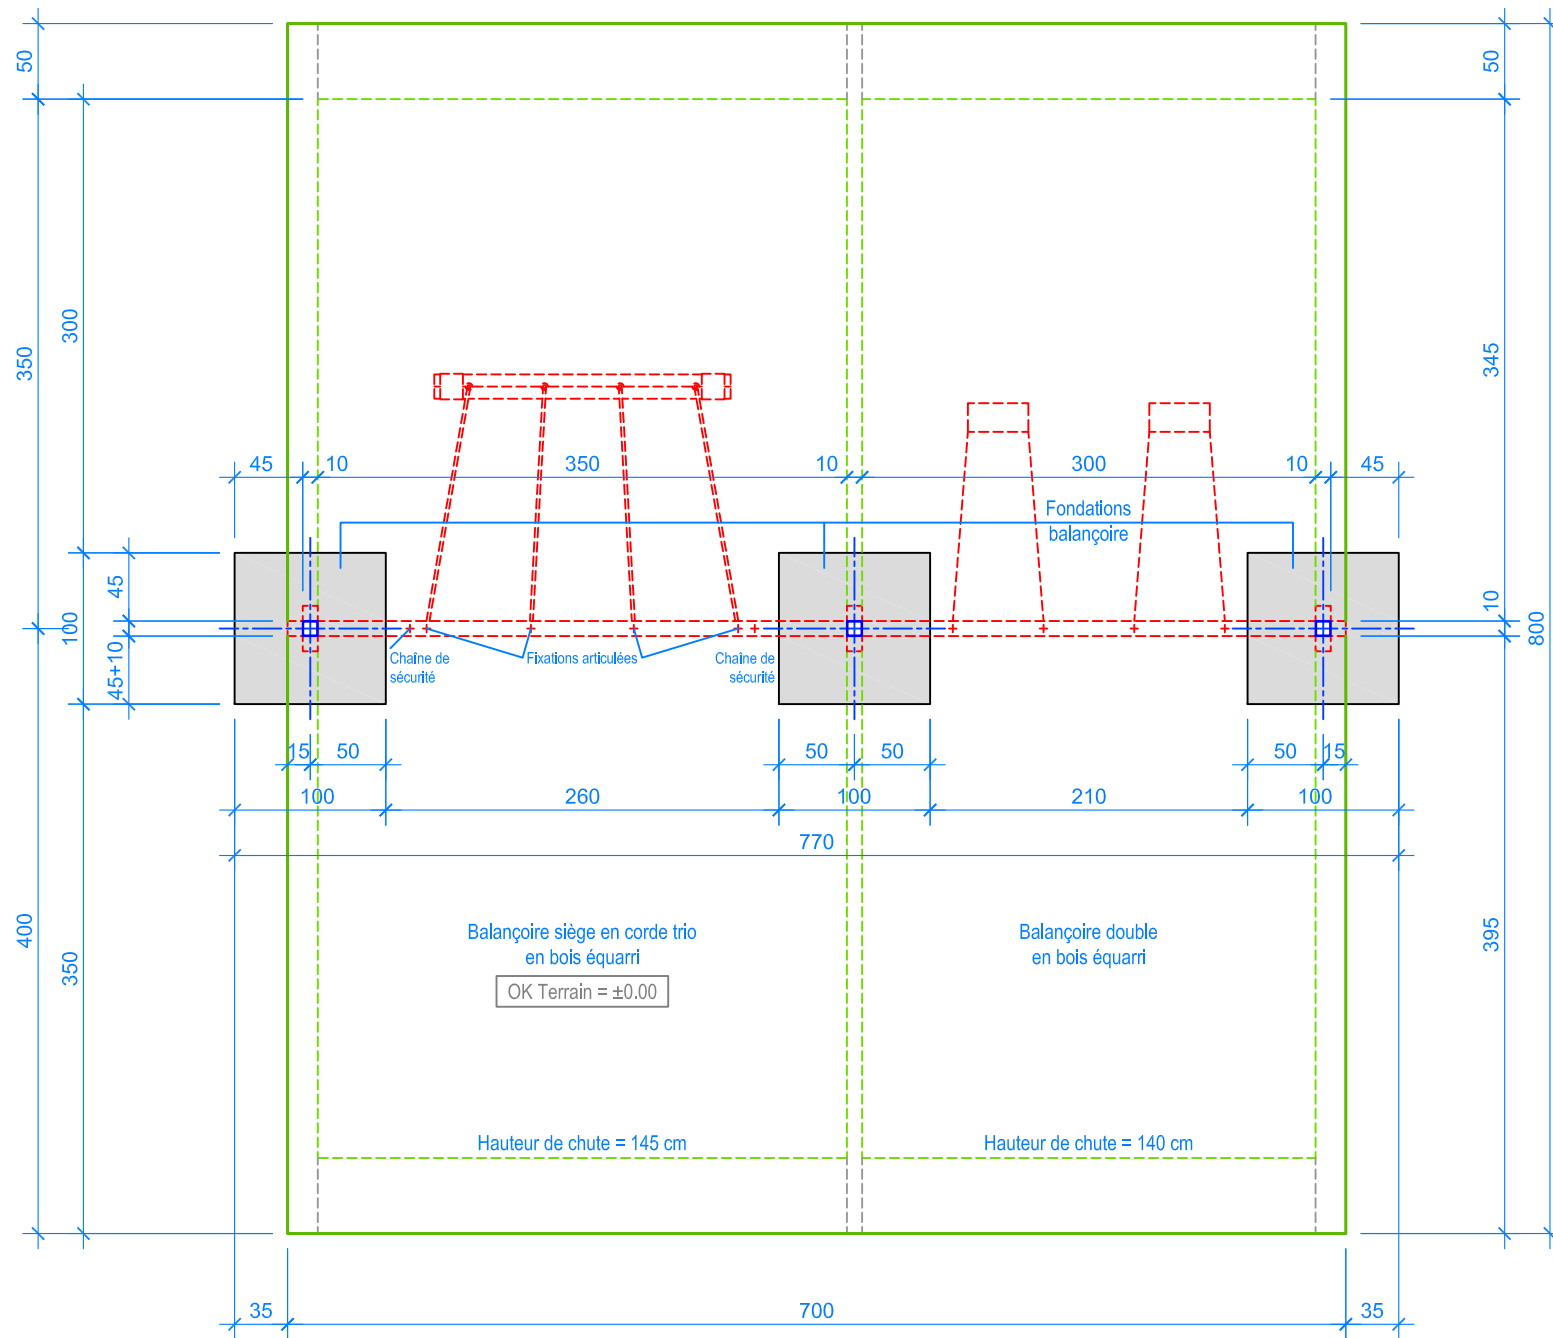 50
50
300
350
345
45
10
350
10
300
10
45
Fondations
balançoire
45
100
45+10
10
800
Chaîne de
sécurité
Fixations articulées
Chaîne de
sécurité
15
50
50
50
50
15
100
260
100
210
100
770
400
350
395
Balançoire siège en corde trio
en bois équarri
OK Terrain = ±0.00
Balançoire double
en bois équarri
Hauteur de chute = 145 cm
Hauteur de chute = 140 cm
35
700
35